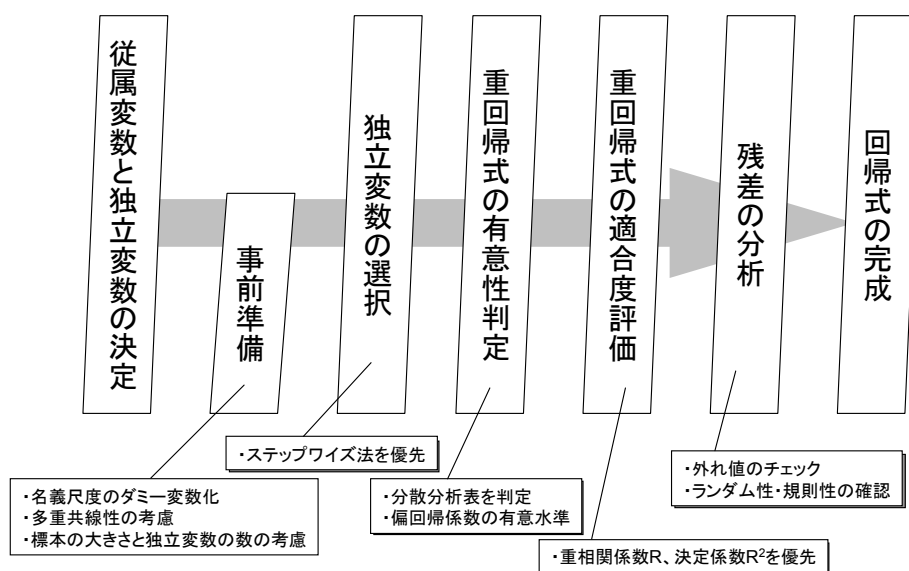 従属変数と独立変数の決定
事前準備
独立変数の選択
重回帰式の有意性判定
重回帰式の適合度評価
残差の分析
回帰式の完成
・ステップワイズ法を優先
・名義尺度のダミー変数化
・多重共線性の考慮
・標本の大きさと独立変数の数の考慮
・分散分析表を判定
・偏回帰係数の有意水準
・外れ値のチェック
・ランダム性・規則性の確認
・重相関係数R、決定係数R²を優先